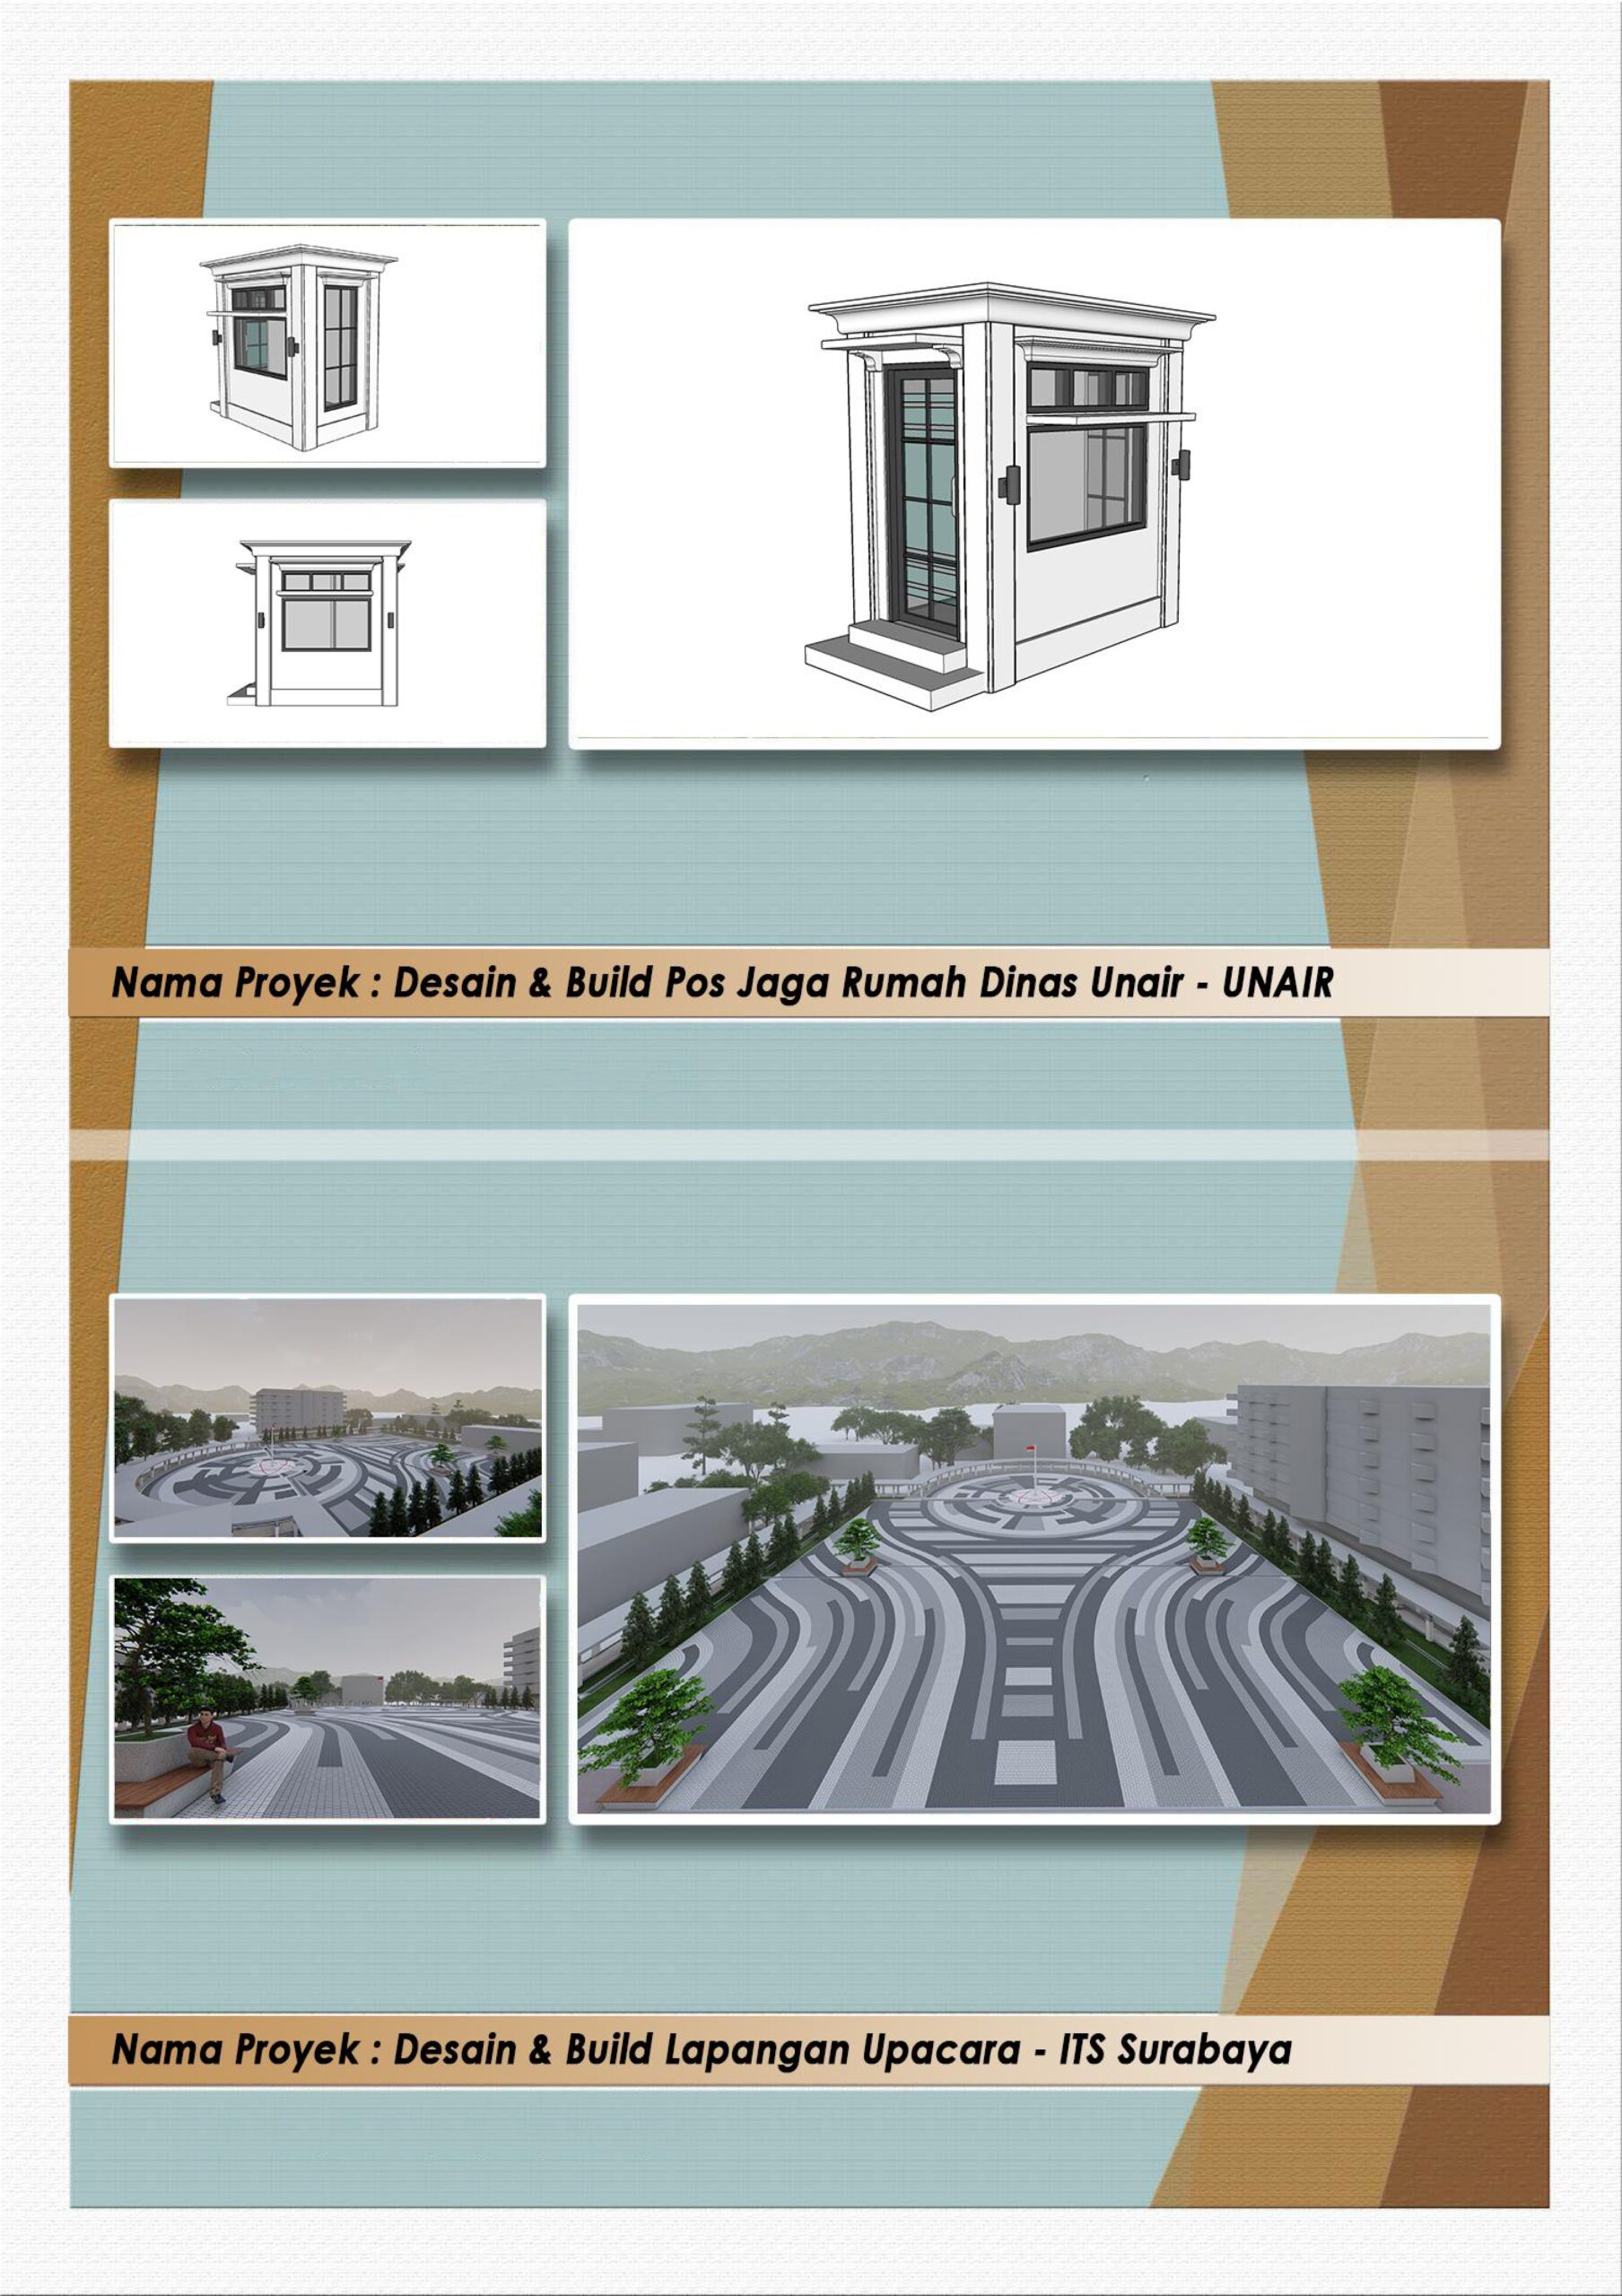 Nama Proyek : Desain & Build Pos Jaga Rumah Dinas Unair - UNAIR
Nama Proyek : Desain & Build Lapangan Upacara - ITS Surabaya